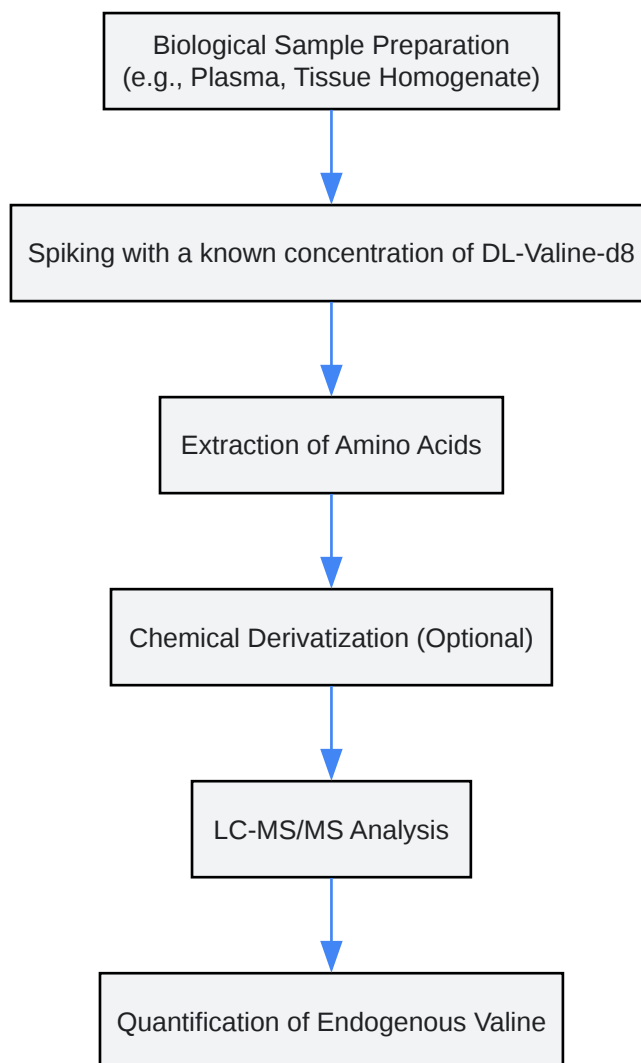 Biological Sample Preparation
(e.g., Plasma, Tissue Homogenate)
Spiking with a known concentration of DL-Valine-d8
Extraction of Amino Acids
Chemical Derivatization (Optional)
LC-MS/MS Analysis
Quantification of Endogenous Valine